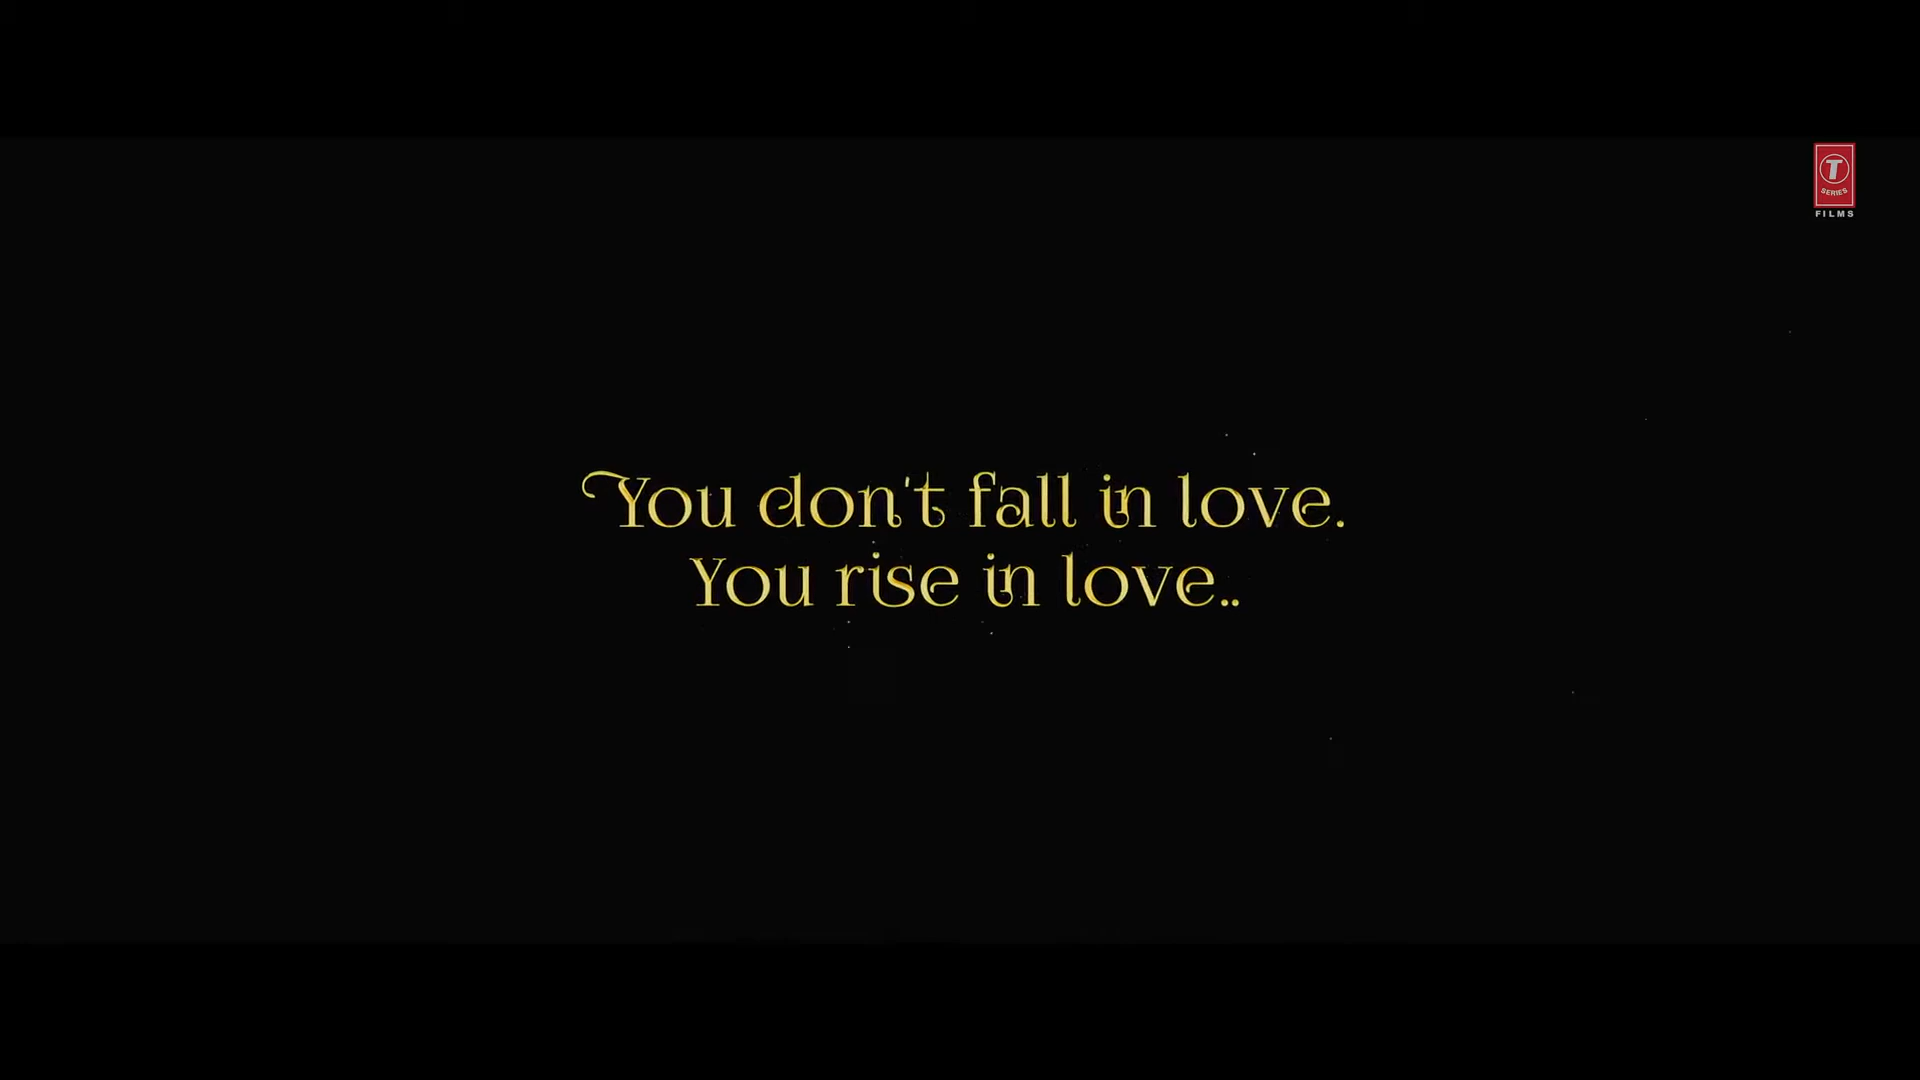 T
SERIES
FILMS
You don't fall in love.
You rise in love..